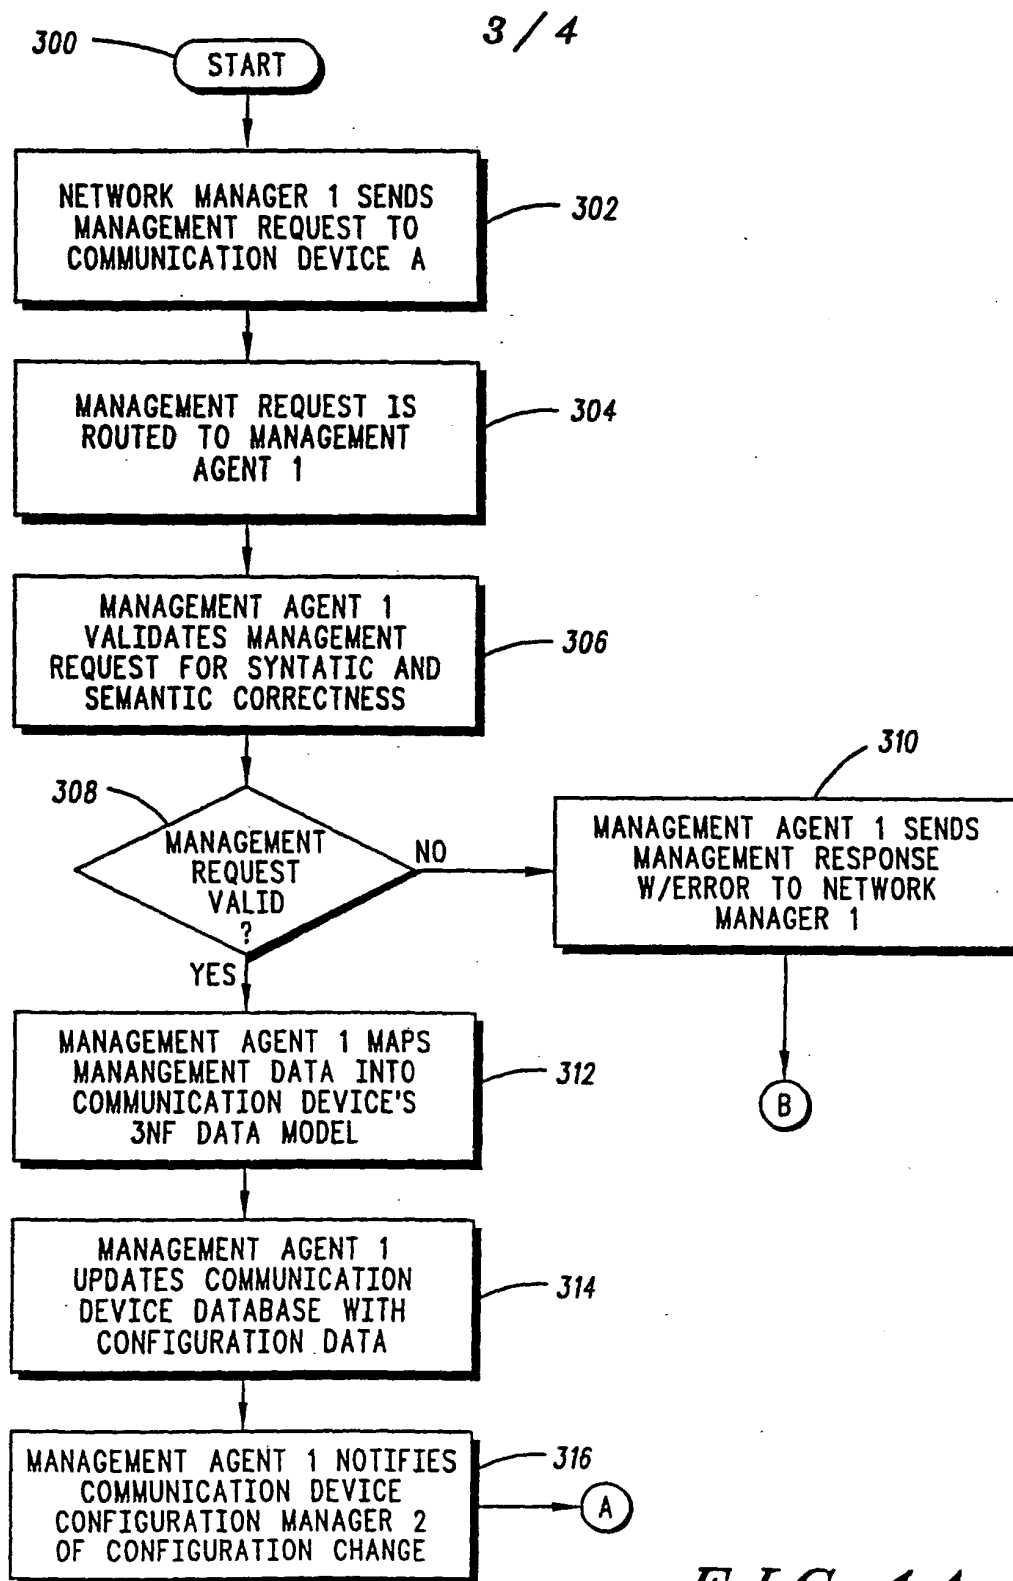 3/4
300
START
NETWORK MANAGER 1 SENDS
MANAGEMENT REQUEST TO
COMMUNICATION DEVICE A
302
MANAGEMENT REQUEST IS
ROUTED TO MANAGEMENT
AGENT 1
304
MANAGEMENT AGENT 1
VALIDATES MANAGEMENT
REQUEST FOR SYNTATIC AND
SEMANTIC CORRECTNESS
306
308
MANAGEMENT
REQUEST
VALID
?
NO
YES
310
MANAGEMENT AGENT 1 SENDS
MANAGEMENT RESPONSE
W/ERROR TO NETWORK
MANAGER 1
B
MANAGEMENT AGENT 1 MAPS
MANANGEMENT DATA INTO
COMMUNICATION DEVICE'S
3NF DATA MODEL
312
MANAGEMENT AGENT 1
UPDATES COMMUNICATION
DEVICE DATABASE WITH
CONFIGURATION DATA
314
MANAGEMENT AGENT 1 NOTIFIES
COMMUNICATION DEVICE
CONFIGURATION MANAGER 2
OF CONFIGURATION CHANGE
316
A